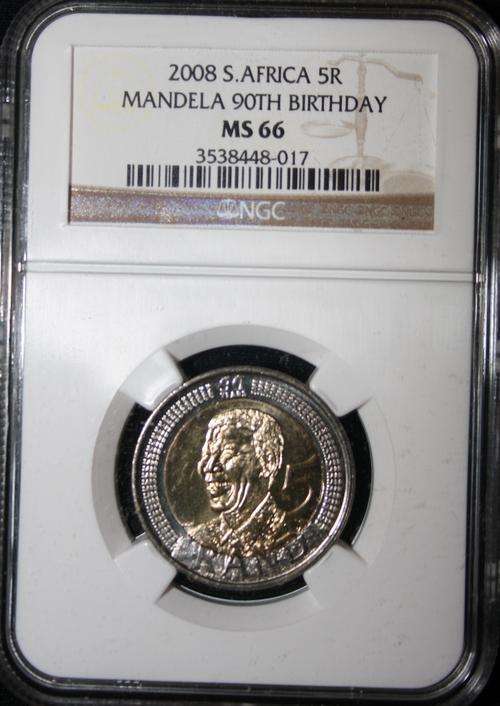 2008 S.AFRICA 5R
MANDELA 90TH BIRTHDAY
MS 66
3538448-017
NGC